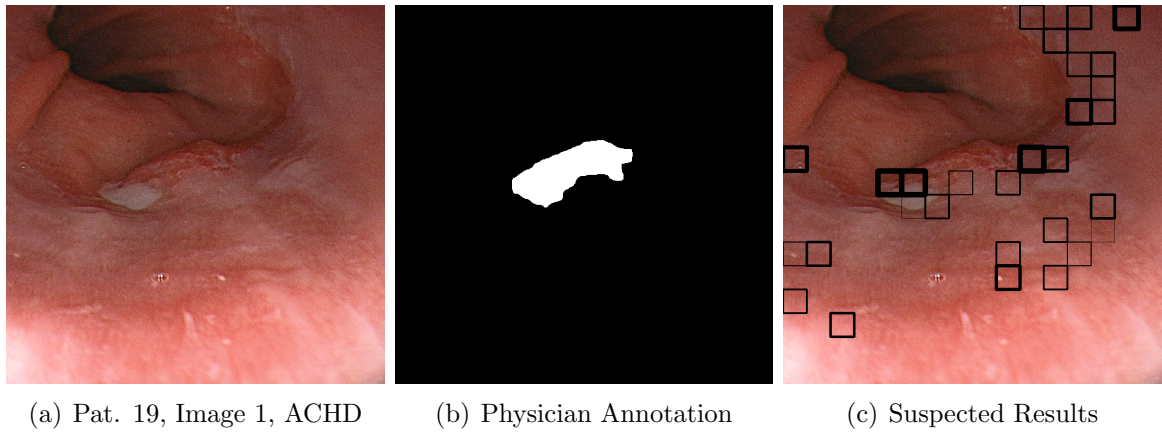 (a) Pat. 19, Image 1, ACHD
(b) Physician Annotation
(c) Suspected Results